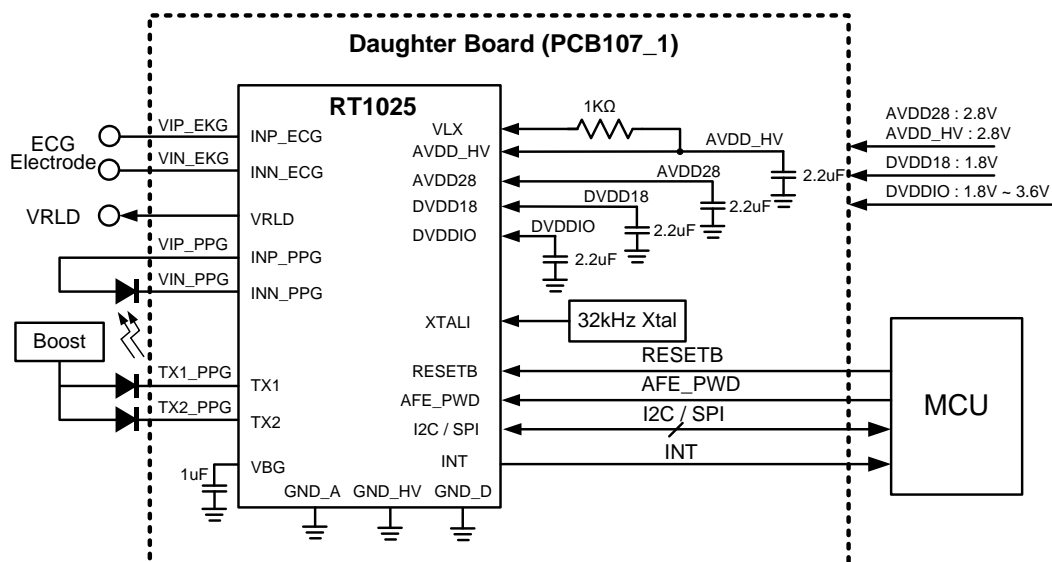 Daughter Board (PCB107_1)
RT1025
ECG
Electrode
VIP_EKG
VIN_EKG
VRLD
VIP_PPG
VIN_PPG
Boost
TX1_PPG
TX2_PPG
1uF
INP_ECG
INN_ECG
VRLD
INP_PPG
INN_PPG
TX1
TX2
VBG
GND_A
GND_HV
GND_D
VLX
AVDD_HV
AVDD28
DVDD18
DVDDIO
XTALI
RESETB
AFE_PWD
I2C / SPI
INT
1KΩ
AVDD_HV
2.2uF
AVDD28
2.2uF
DVDD18
2.2uF
DVDDIO
2.2uF
32kHz Xtal
RESETB
AFE_PWD
I2C / SPI
INT
AVDD28 : 2.8V
AVDD_HV : 2.8V
DVDD18 : 1.8V
DVDDIO : 1.8V ~ 3.6V
MCU